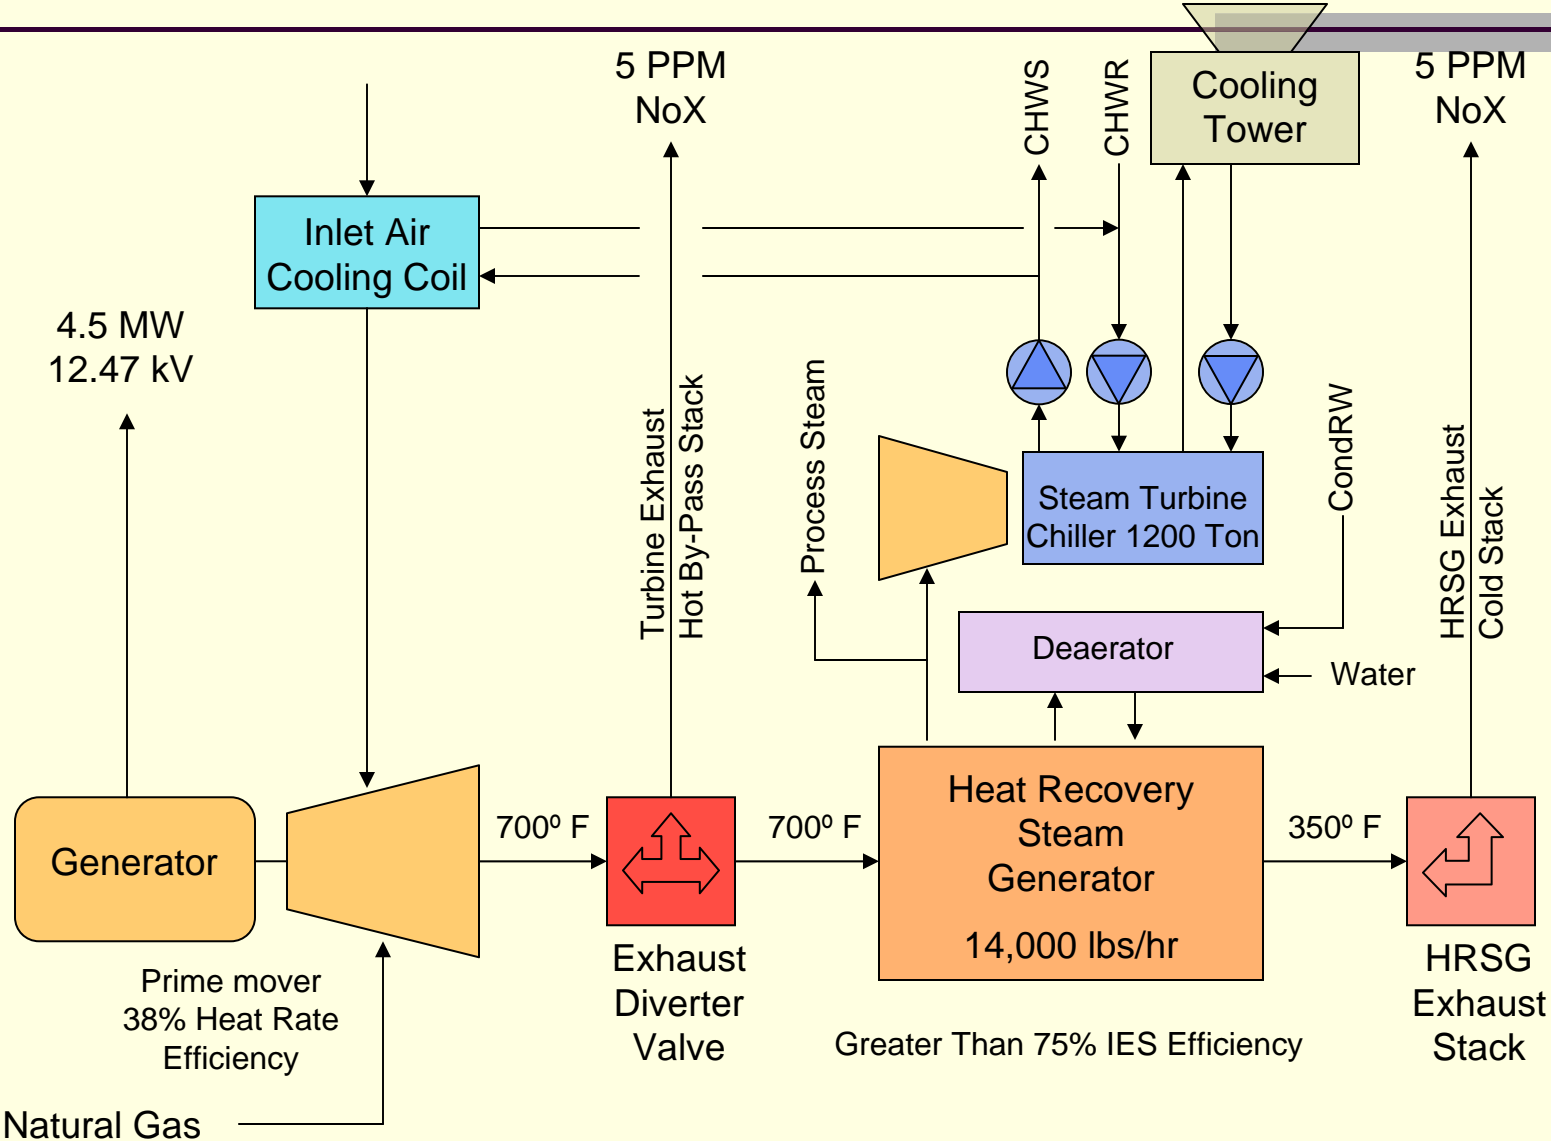 5 PPM
NoX
CHWS
CHWR
Cooling
Tower
5 PPM
NoX
Inlet Air
Cooling Coil
4.5 MW
12.47 kV
Turbine Exhaust
Hot By-Pass Stack
Process Steam
Steam Turbine
Chiller 1200 Ton
CondRW
HRSG Exhaust
Cold Stack
Deaerator
Water
Generator
700º F
700º F
Heat Recovery
Steam
Generator
14,000 lbs/hr
350º F
Prime mover
38% Heat Rate
Efficiency
Exhaust
Diverter
Valve
Greater Than 75% IES Efficiency
HRSG
Exhaust
Stack
Natural Gas